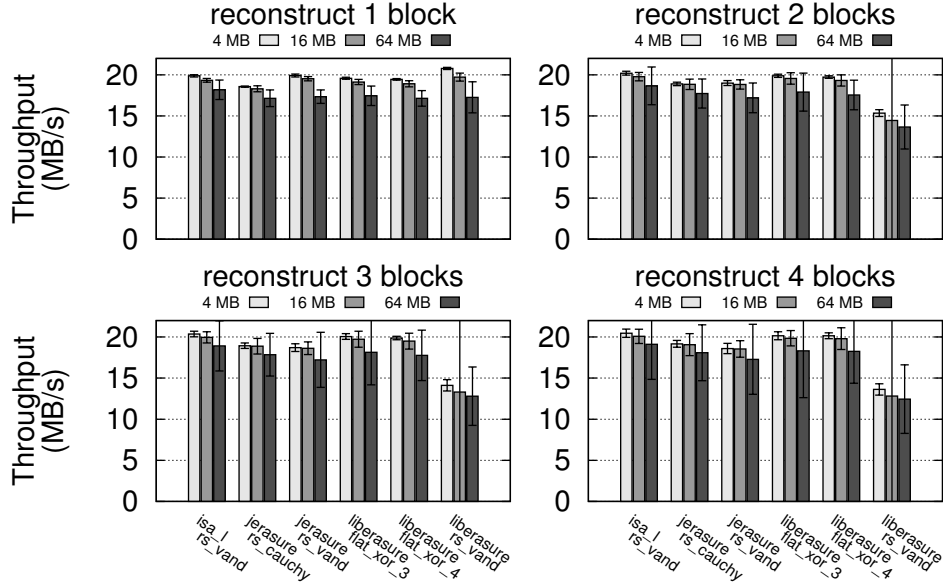 reconstruct 1 block
4 MB 16 MB 64 MB
20
15
10
5
0
Throughput
(MB/s)
reconstruct 2 blocks
4 MB 16 MB 64 MB
20
15
10
5
0
reconstruct 3 blocks
4 MB 16 MB 64 MB
20
15
10
5
0
Throughput
(MB/s)
isa_l
rs_vand
jerasure
rs_cauchy
jerasure
rs_vand
liberasure
flat_xor_3
liberasure
flat_xor_4
liberasure
rs_vand
reconstruct 4 blocks
4 MB 16 MB 64 MB
20
15
10
5
0
isa_l
rs_vand
jerasure
rs_cauchy
jerasure
rs_vand
liberasure
flat_xor_3
liberasure
flat_xor_4
liberasure
rs_vand